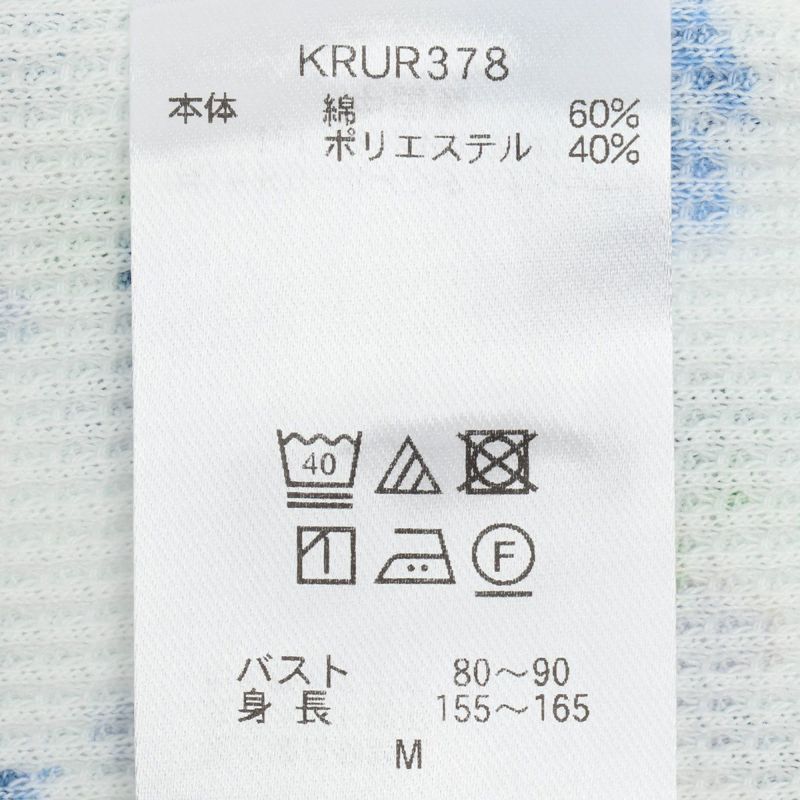 KRUR378
本体 綿 60%
ポリエステル 40%
40
F
バスト 80～90
身長 155～165
M